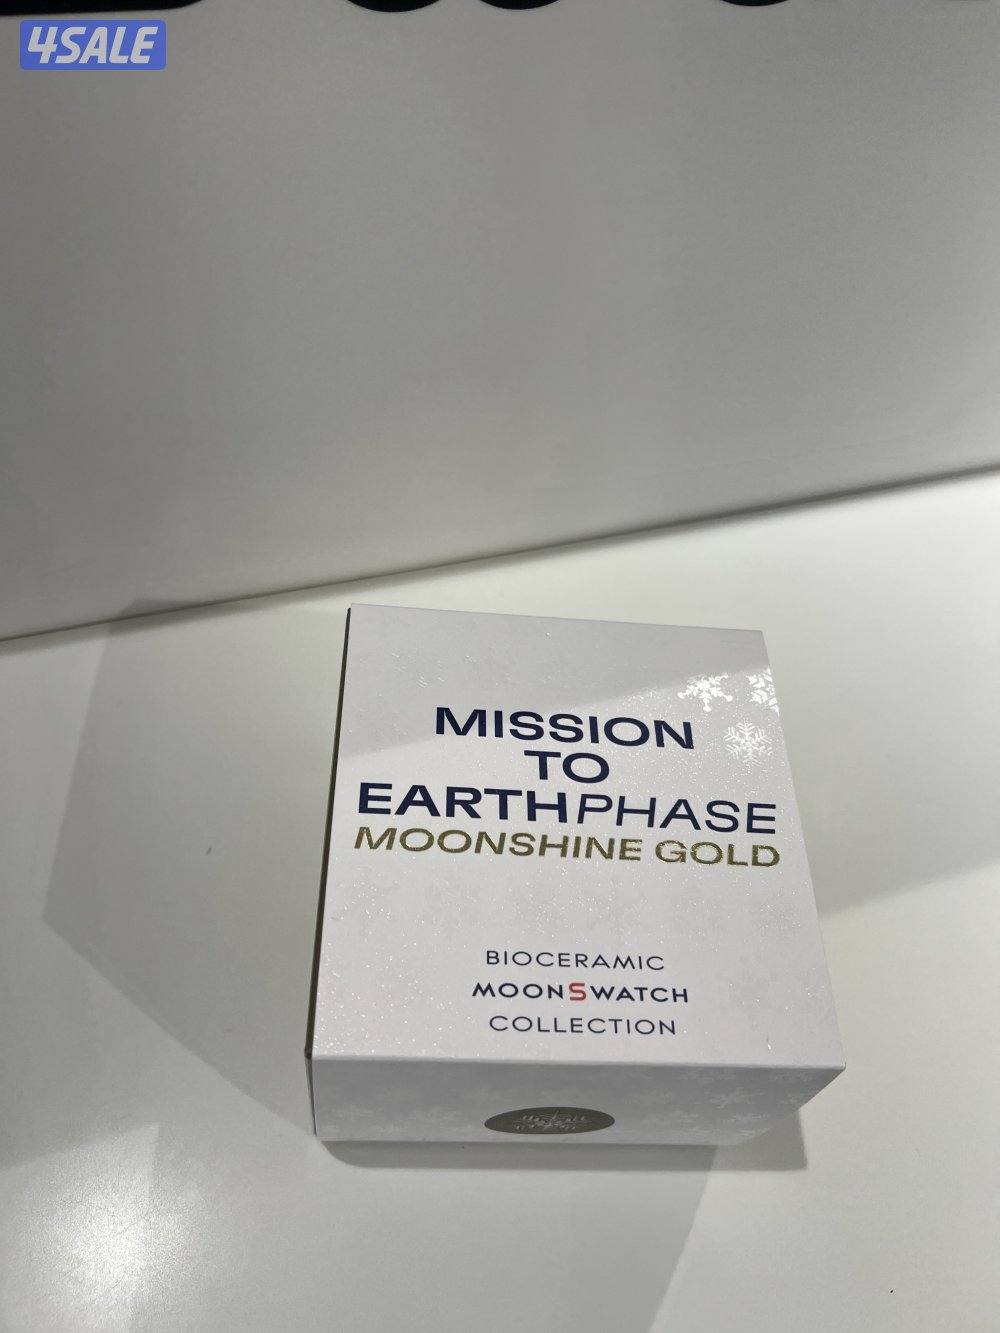 4SALE
MISSION
TO
EARTHPHASE
MOONSHINE GOLD
BIOCERAMIC
MOONSWATCH
COLLECTION